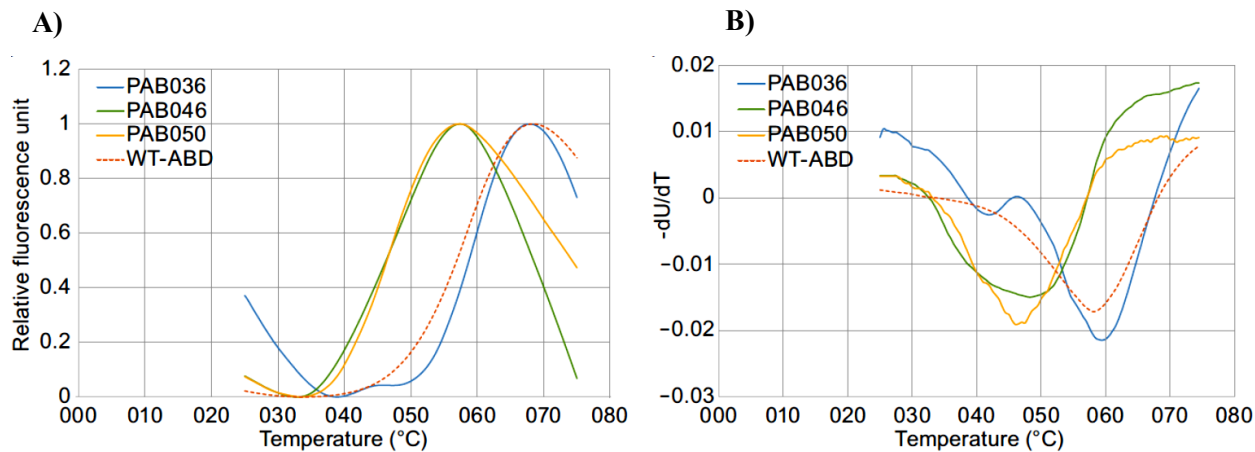 A)
1.2
1
0.8
0.6
0.4
0.2
0
Relative fluorescence unit
PAB036
PAB046
PAB050
WT-ABD
000 010 020 030 040 050 060 070 080
Temperature (°C)
B)
0.02
0.01
0
−0.01
−0.02
−0.03
-dU/dT
PAB036
PAB046
PAB050
WT-ABD
000 010 020 030 040 050 060 070 080
Temperature (°C)